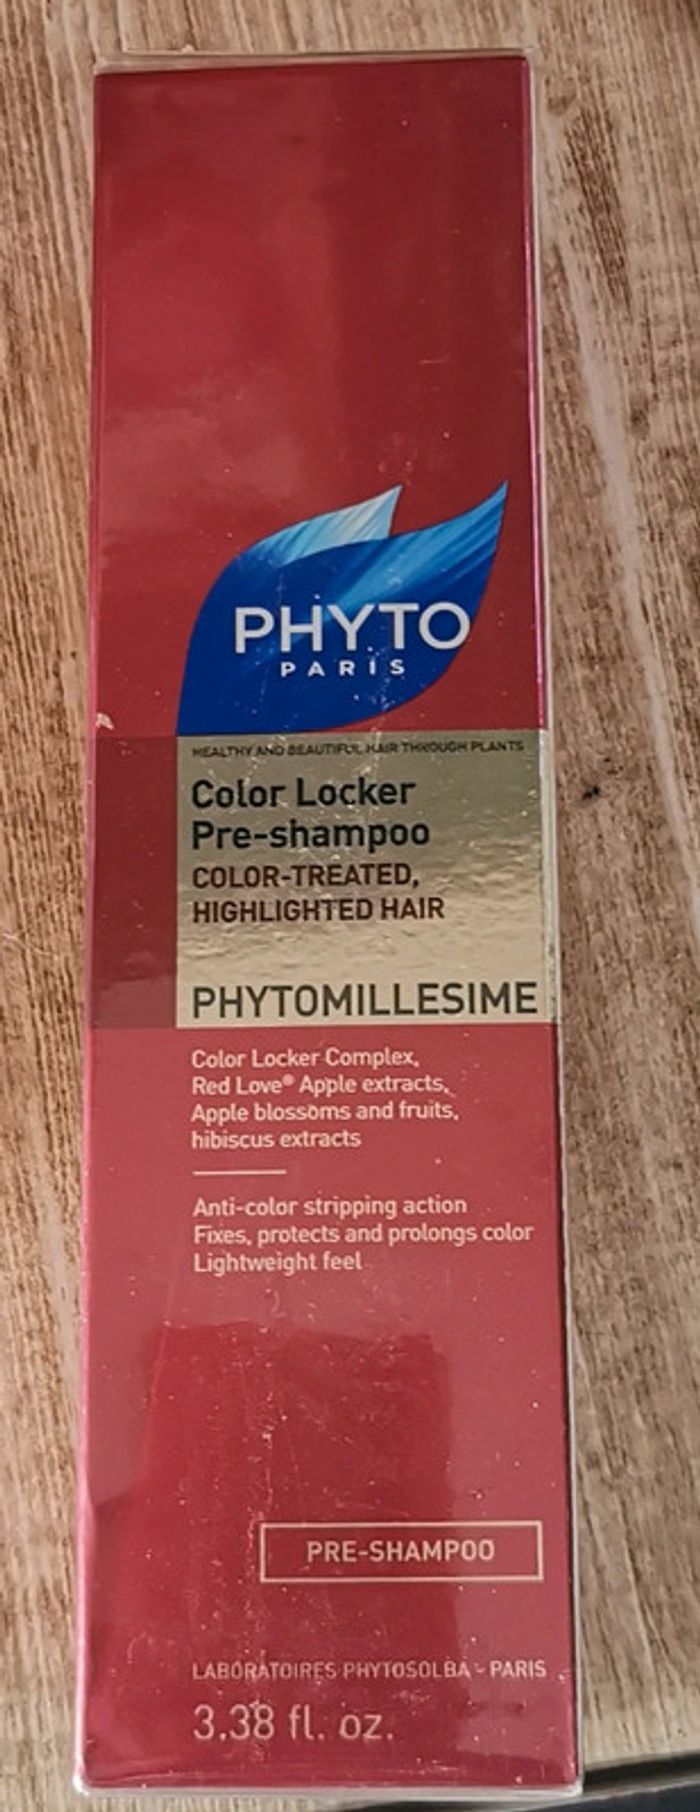 PHYTO
PARIS
HEALTHY AND BEAUTIFUL HAIR THROUGH PLANTS
Color Locker
Pre-shampoo
COLOR-TREATED,
HIGHLIGHTED HAIR
PHYTOMILLESIME
Color Locker Complex,
Red Love® Apple extracts,
Apple blossoms and fruits,
hibiscus extracts
Anti-color stripping action
Fixes, protects and prolongs color
Lightweight feel
PRE-SHAMPOO
LABORATOIRES PHYTOSOLBA - PARIS
3.38 fl. oz.